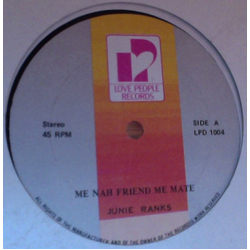 LOVE PEOPLE
RECORDS
Stereo
45 RPM
SIDE A
LPD 1004
ME NAH FRIEND ME MATE
JUNIE RANKS
ALL RIGHTS OF THE MANUFACTURER AND OF THE OWNER OF THE RECORDED WORK RESERVED